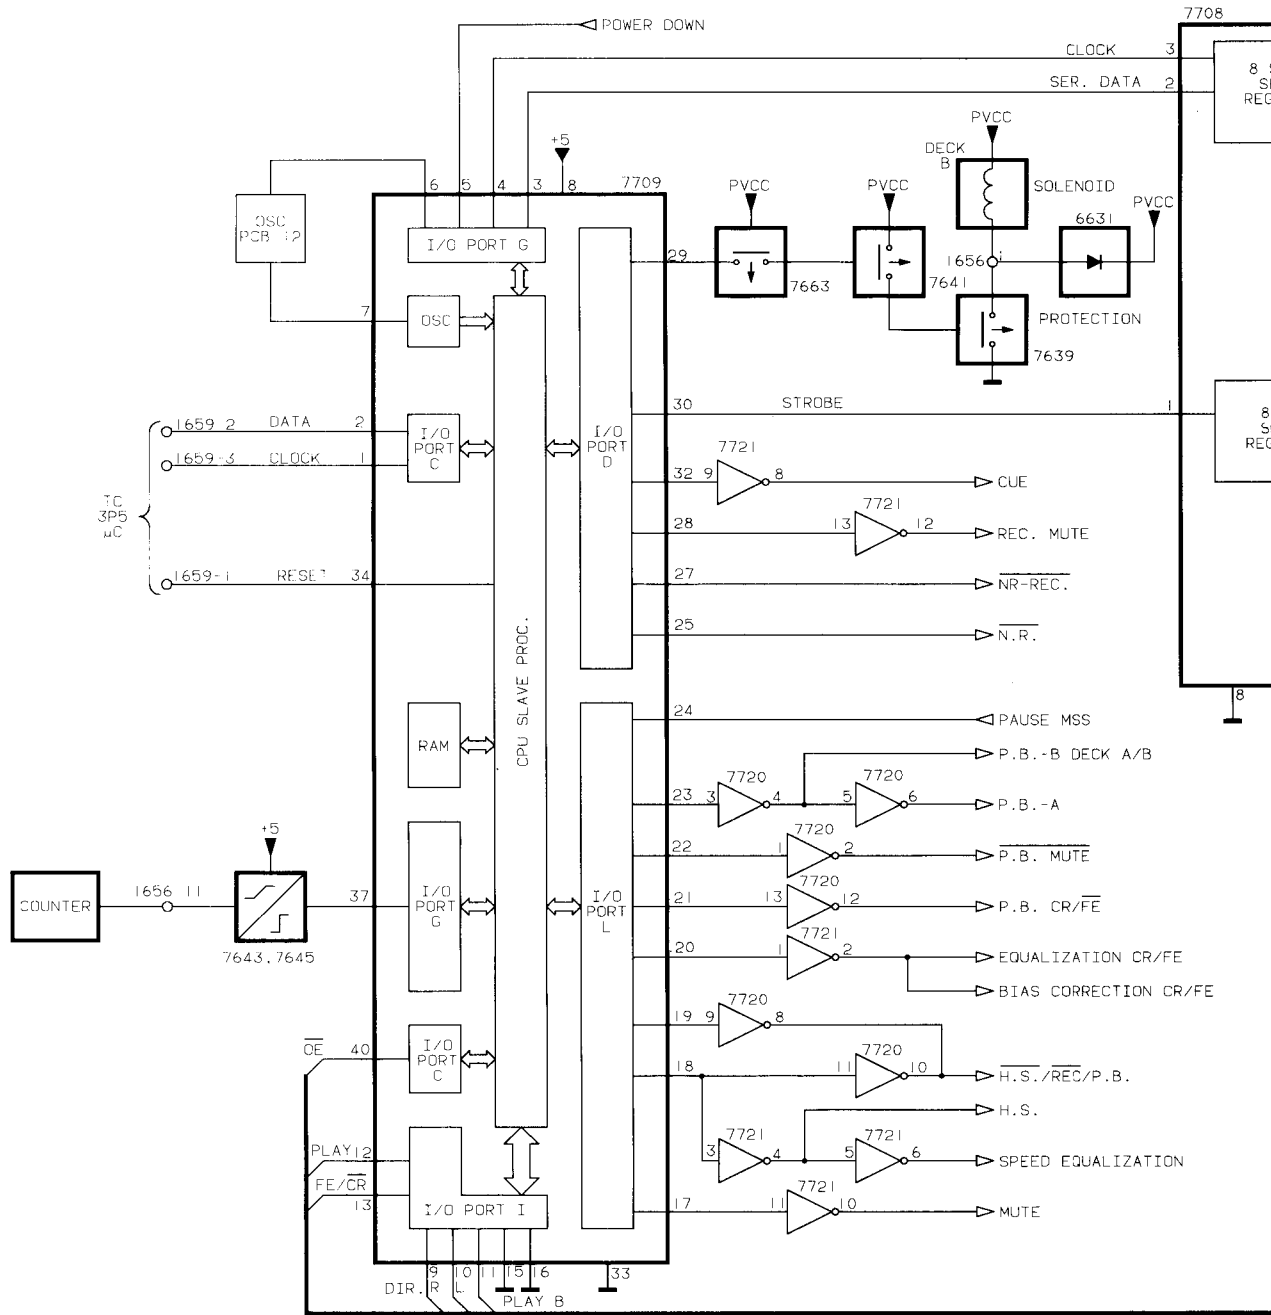 7708
POWER DOWN
CLOCK 3
SER. DATA 2
8 S
REG
PVCC
+5
DECK B
6 5 4 3 8 7709
PVCC PVCC
SOLENOID
6631 PVCC
OSC
PCB 12
I/O PORT G
29
1656 i
7663 7641
7 OSC
PROTECTION
7639
1659-2 DATA 2
30 STROBE 1
8
REG
I/O PORT C
I/O PORT D
1659-3 CLOCK 1
7721
32 9 8 CUE
TC
3P5
µC
7721
28 13 12 REC. MUTE
1659-1 RESET 34
27 NR-REC.
25 N.R.
CPU SLAVE PROC.
8
24 PAUSE MSS
RAM
P.B.-B DECK A/B
7720 7720
23 3 4 5 6 P.B.-A
+5
7720
22 1 2 P.B. MUTE
COUNTER
1656 11
37
I/O PORT G
I/O PORT L
7720
21 13 12 P.B. CR/FE
7643,7645
7721
20 1 2 EQUALIZATION CR/FE
BIAS CORRECTION CR/FE
7720
19 9 8
OE 40
I/O PORT C
7720
18 11 10 H.S./REC/P.B.
H.S.
7721 7721
3 4 5 6 SPEED EQUALIZATION
PLAY 12
FE/CR
13
I/O PORT I
7721
17 11 10 MUTE
9 10 11 15 16 33
DIR. R L
PLAY B